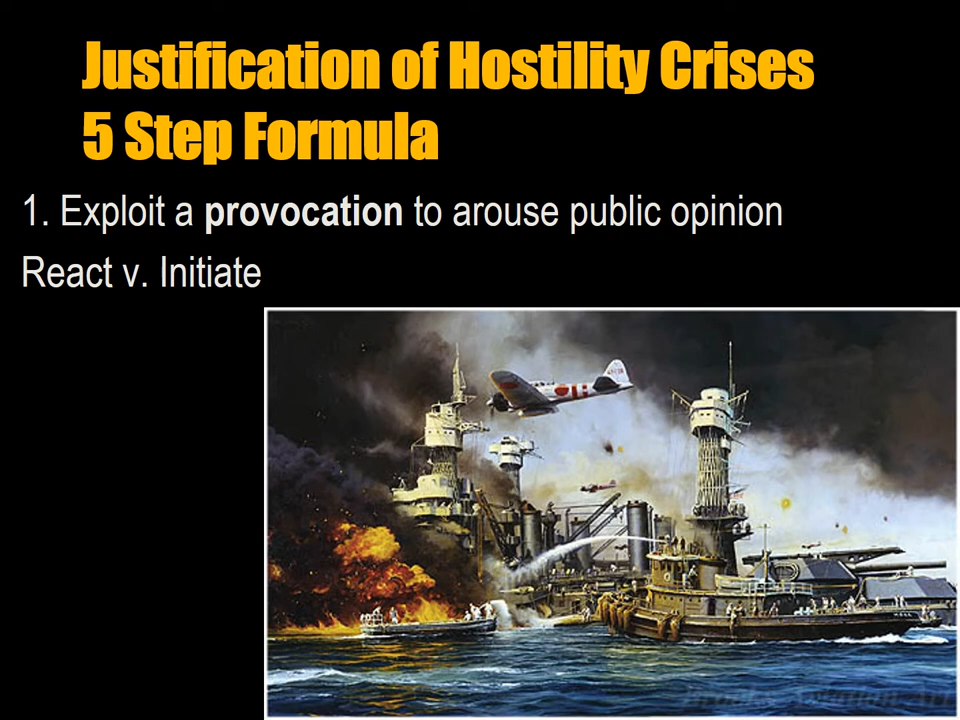 Justification of Hostility Crises
5 Step Formula
1. Exploit a provocation to arouse public opinion
React v. Initiate